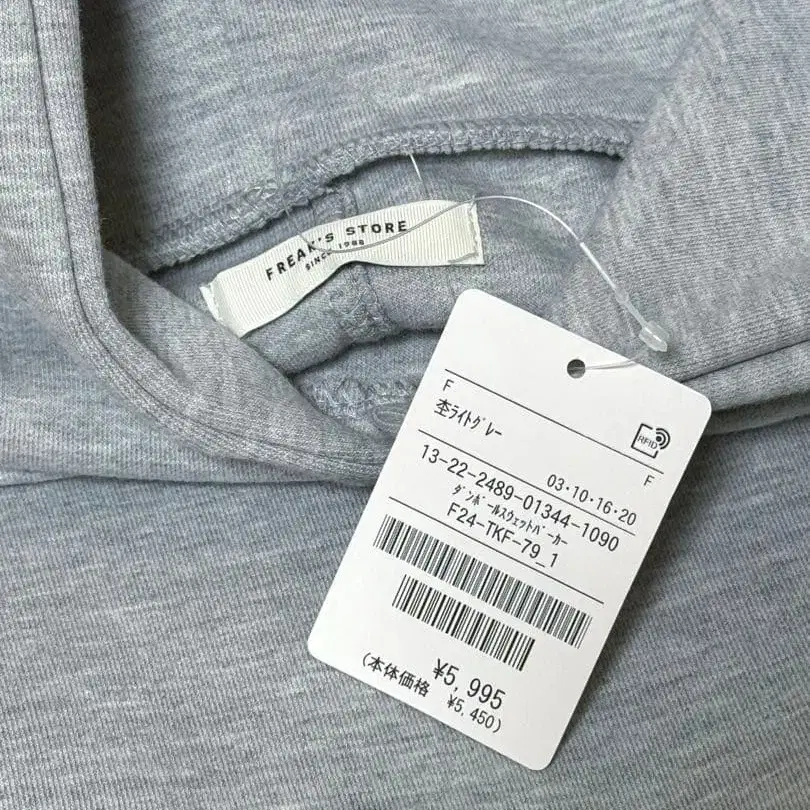 FREAK'S STORE
SINCE 1986
F
杢ﾗｲﾄｸﾞﾚｰ
RFID
03・10・16・20 F
13-22-2489-01344-1090
ﾀﾞﾝﾎﾞｰﾙｽｳｪｯﾄﾊﾟｰｶｰ
F24-TKF-79_1
¥5,995
(本体価格 ¥5,450)